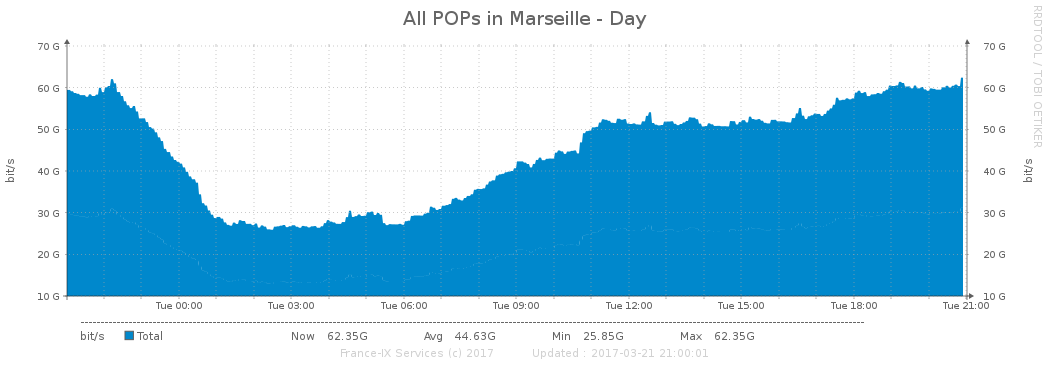 All POPs in Marseille - Day
RRDTOOL / TOBI OETIKER
bit/s
70 G
60 G
50 G
40 G
30 G
20 G
10 G
70 G
60 G
50 G
40 G
30 G
20 G
10 G
bit/s
Tue 00:00 Tue 03:00 Tue 06:00 Tue 09:00 Tue 12:00 Tue 15:00 Tue 18:00 Tue 21:00
bit/s Total Now 62.35G Avg 44.63G Min 25.85G Max 62.35G
France-IX Services (c) 2017 Updated : 2017-03-21 21:00:01